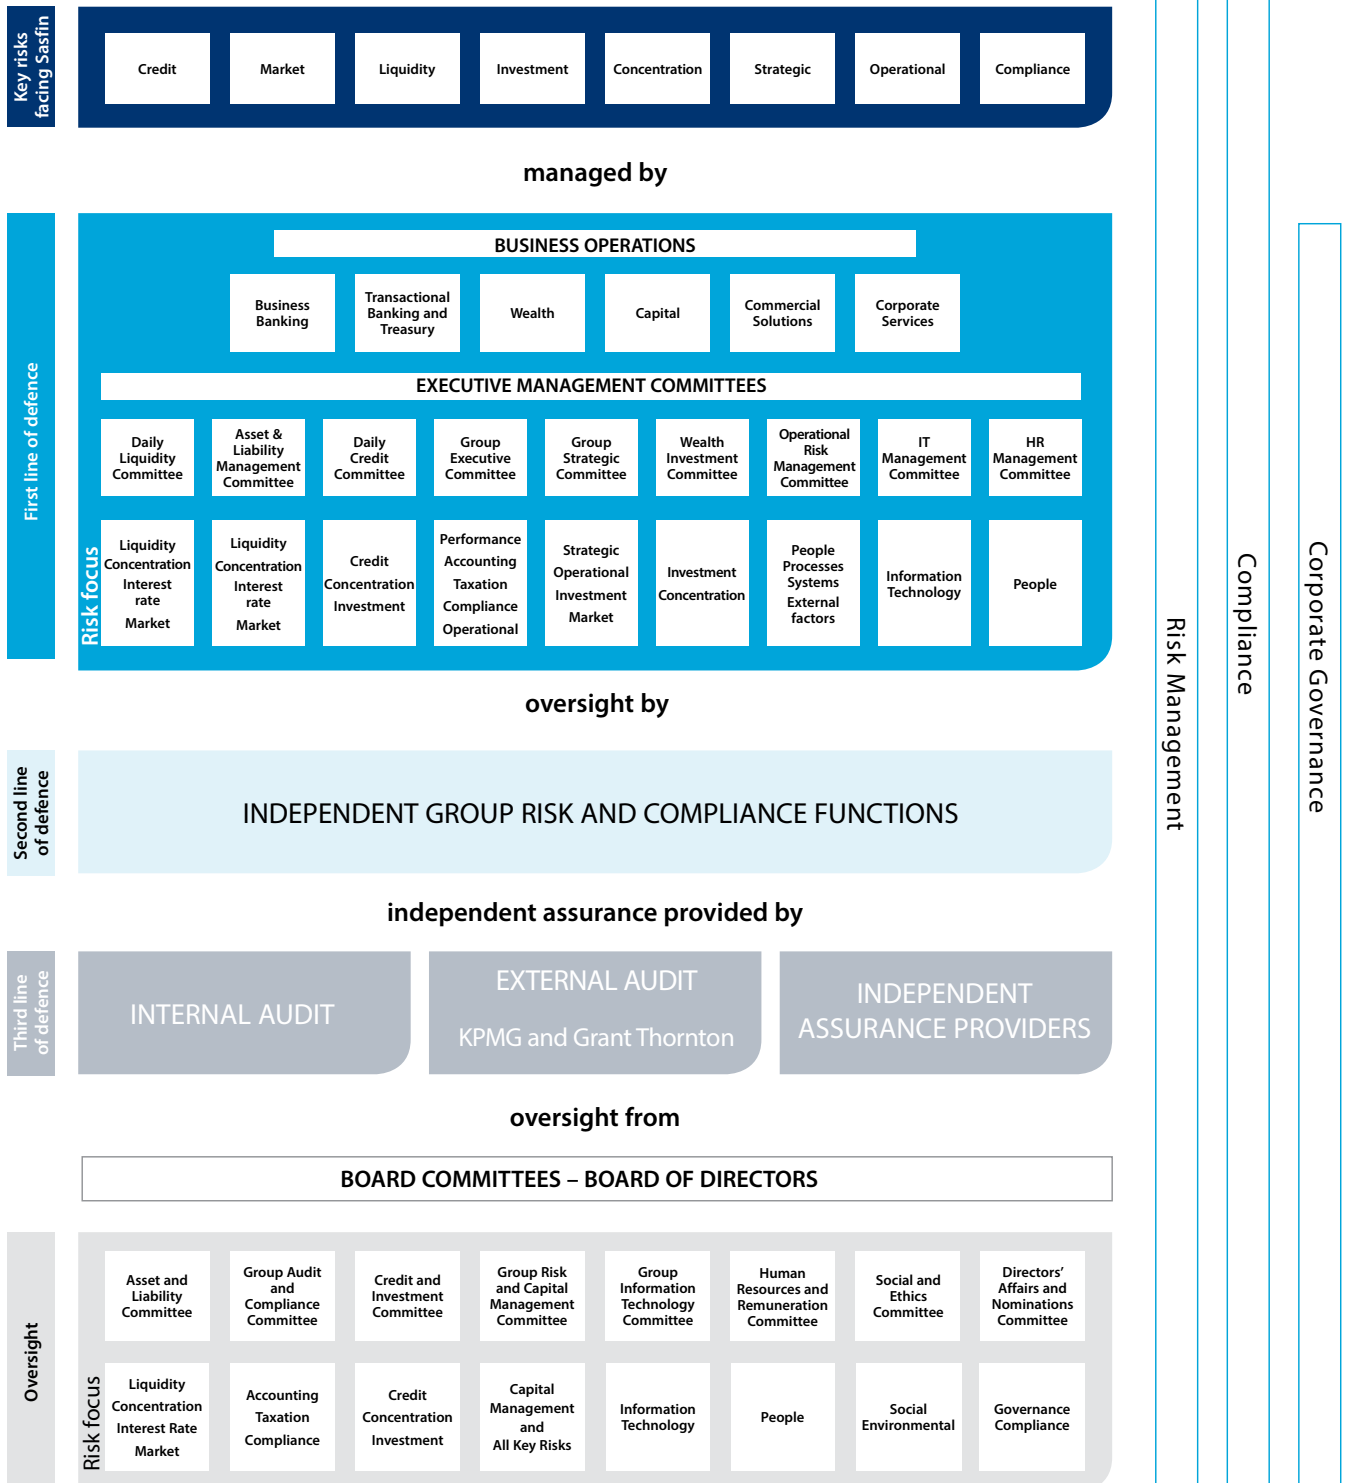 Key risks
facing Sasfin
Credit
Market
Liquidity
Investment
Concentration
Strategic
Operational
Compliance
managed by
First line of defence
BUSINESS OPERATIONS
Business
Banking
Transactional
Banking and
Treasury
Wealth
Capital
Commercial
Solutions
Corporate
Services
EXECUTIVE MANAGEMENT COMMITTEES
Daily
Liquidity
Committee
Asset &
Liability
Management
Committee
Daily
Credit
Committee
Group
Executive
Committee
Group
Strategic
Committee
Wealth
Investment
Committee
Operational
Risk
Management
Committee
IT
Management
Committee
HR
Management
Committee
Risk focus
Liquidity
Concentration
Interest
rate
Market
Liquidity
Concentration
Interest
rate
Market
Credit
Concentration
Investment
Performance
Accounting
Taxation
Compliance
Operational
Strategic
Operational
Investment
Market
Investment
Concentration
People
Processes
Systems
External
factors
Information
Technology
People
oversight by
Second line
of defence
INDEPENDENT GROUP RISK AND COMPLIANCE FUNCTIONS
independent assurance provided by
Third line
of defence
INTERNAL AUDIT
EXTERNAL AUDIT
KPMG and Grant Thornton
INDEPENDENT
ASSURANCE PROVIDERS
oversight from
BOARD COMMITTEES – BOARD OF DIRECTORS
Oversight
Asset and
Liability
Committee
Group Audit
and
Compliance
Committee
Credit and
Investment
Committee
Group Risk
and Capital
Management
Committee
Group
Information
Technology
Committee
Human
Resources and
Remuneration
Committee
Social and
Ethics
Committee
Directors'
Affairs and
Nominations
Committee
Risk focus
Liquidity
Concentration
Interest Rate
Market
Accounting
Taxation
Compliance
Credit
Concentration
Investment
Capital
Management
and
All Key Risks
Information
Technology
People
Social
Environmental
Governance
Compliance
Risk Management
Compliance
Corporate Governance